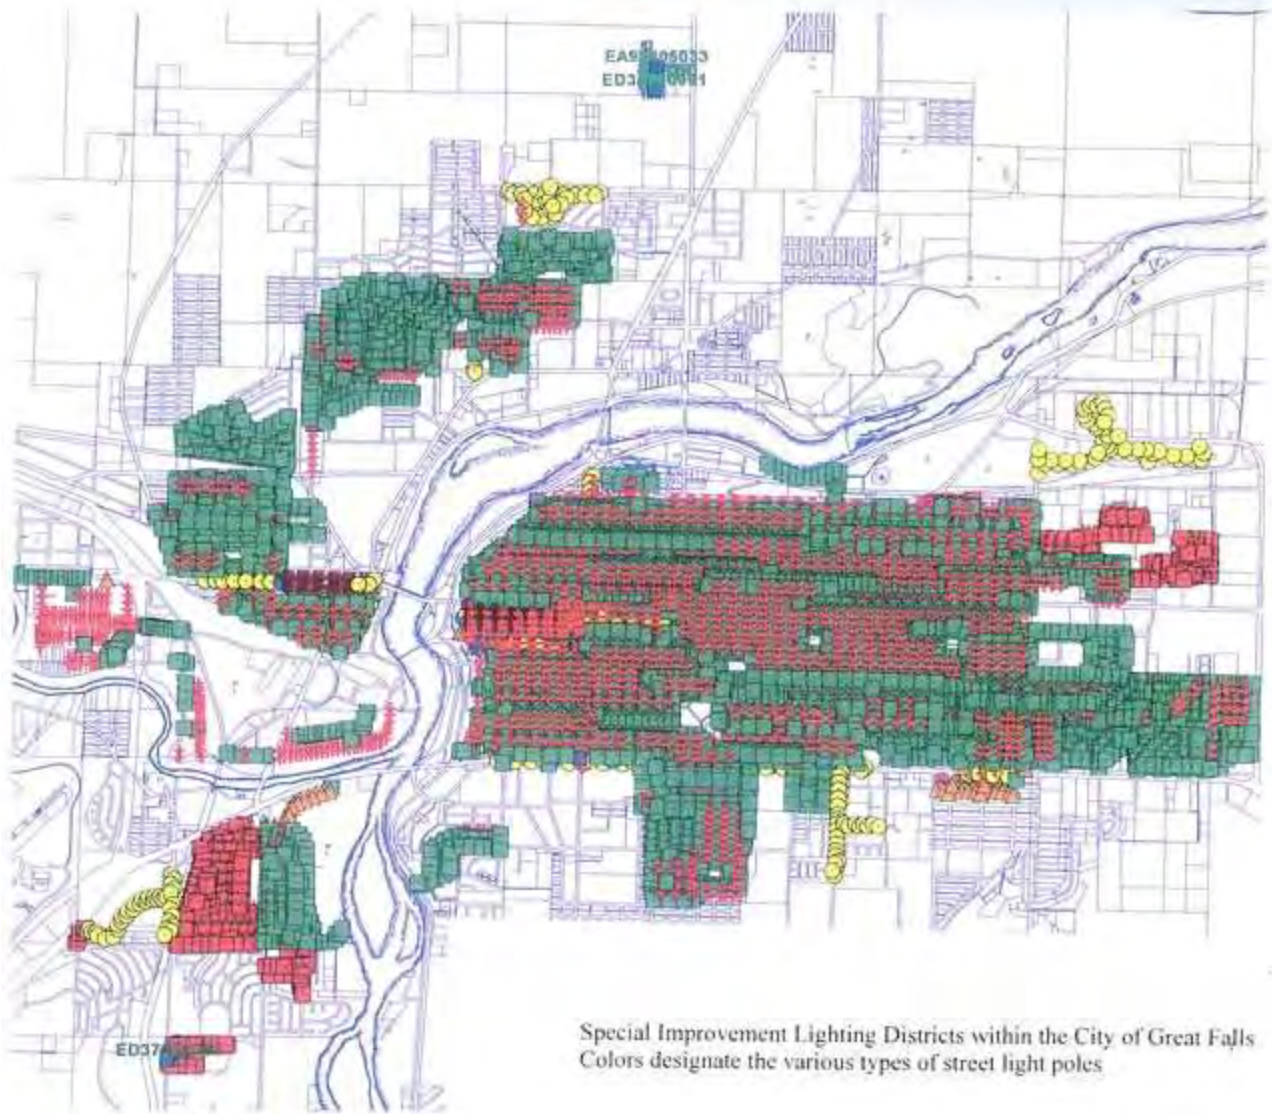 Special Improvement Lighting Districts within the City of Great Falls
Colors designate the various types of street light poles